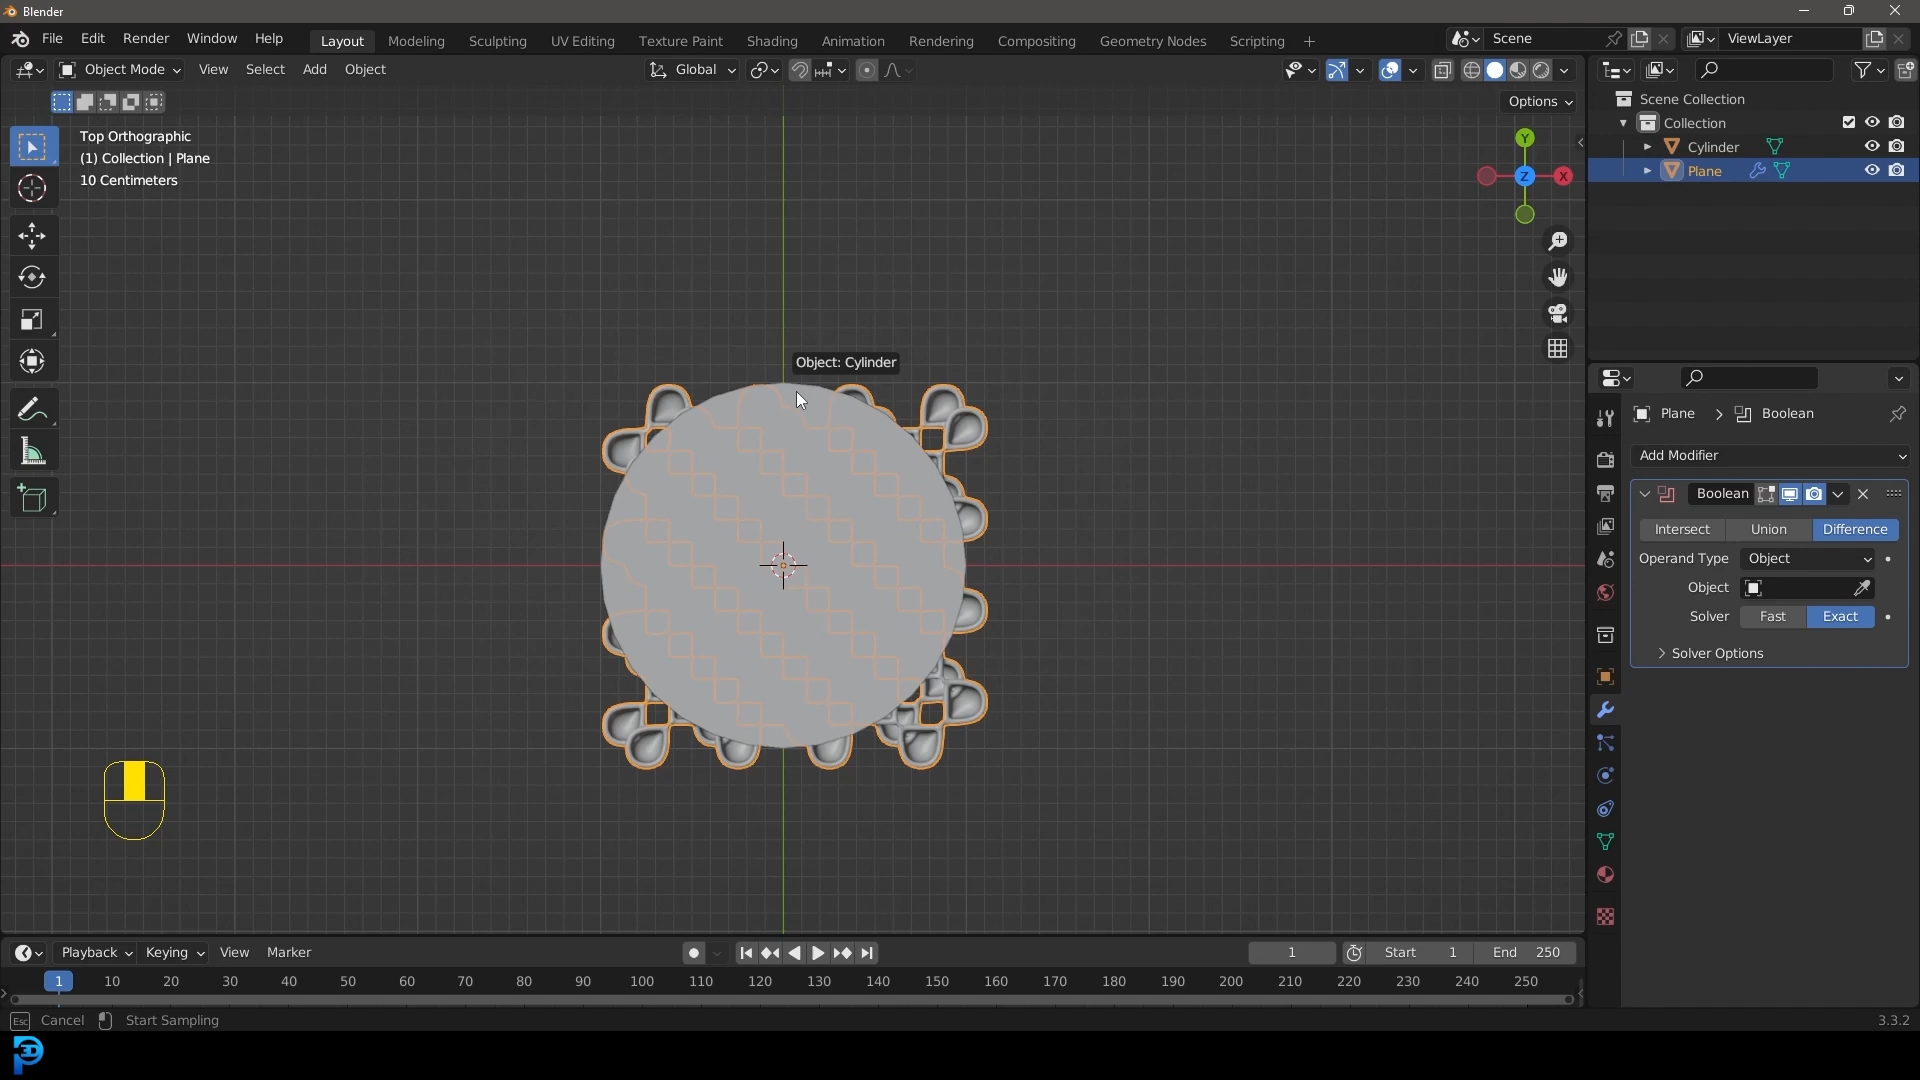 Blender
File Edit Render Window Help Layout Modeling Sculpting UV Editing Texture Paint Shading Animation Rendering Compositing Geometry Nodes Scripting + Scene ViewLayer
Object Mode View Select Add Object Global
Options
Top Orthographic
(1) Collection | Plane
10 Centimeters
Y
X
Z
Object: Cylinder
Scene Collection
Collection
Cylinder
Plane
Plane > Boolean
Add Modifier
Boolean
Intersect Union Difference
Operand Type Object
Object
Solver Fast Exact
Solver Options
Playback Keying View Marker 1 Start 1 End 250
1 10 20 30 40 50 60 70 80 90 100 110 120 130 140 150 160 170 180 190 200 210 220 230 240 250
Esc Cancel Start Sampling 3.3.2
3D